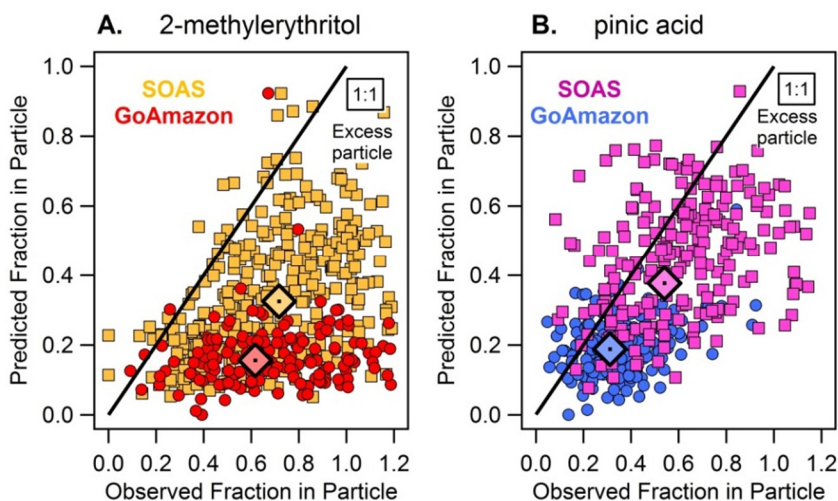 A. 2-methylerythritol
B. pinic acid
Predicted Fraction in Particle
1.0
0.8
0.6
0.4
0.2
0.0
SOAS
GoAmazon
1:1
Excess
particle
0.0 0.2 0.4 0.6 0.8 1.0 1.2
Observed Fraction in Particle
Predicted Fraction in Particle
1.0
0.8
0.6
0.4
0.2
0.0
SOAS
GoAmazon
1:1
Excess
particle
0.0 0.2 0.4 0.6 0.8 1.0 1.2
Observed Fraction in Particle